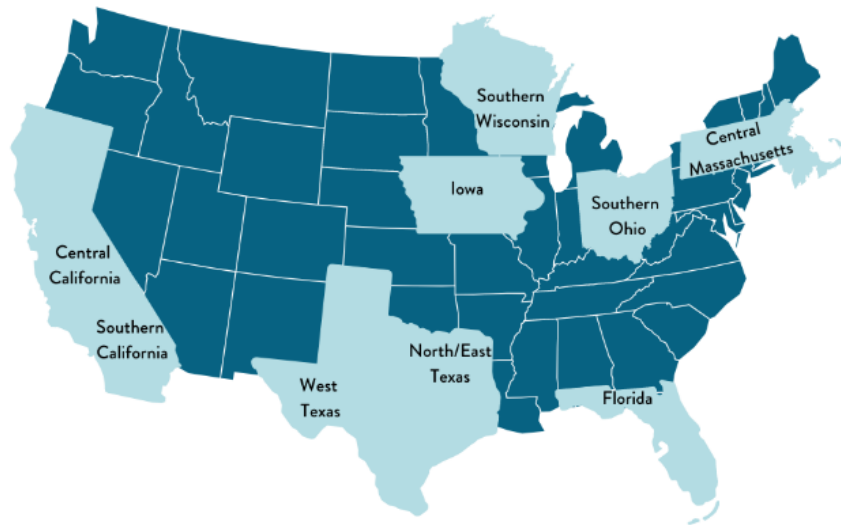 Southern
Wisconsin
Central
Massachusetts
Iowa
Southern
Ohio
Central
California
Southern
California
North/East
Texas
West
Texas
Florida